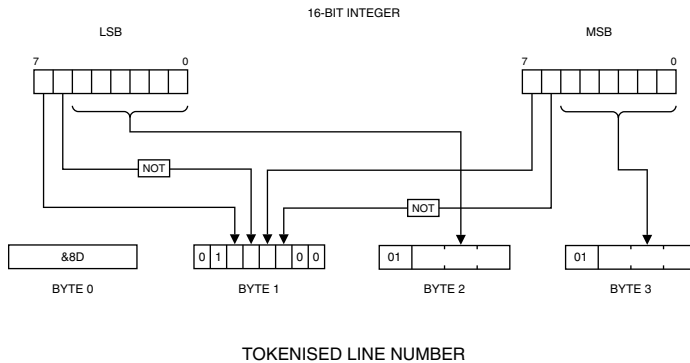 16-BIT INTEGER
LSB MSB
7 0 7 0
NOT
NOT
&8D 0 1 0 0 01 01
BYTE 0 BYTE 1 BYTE 2 BYTE 3
TOKENISED LINE NUMBER